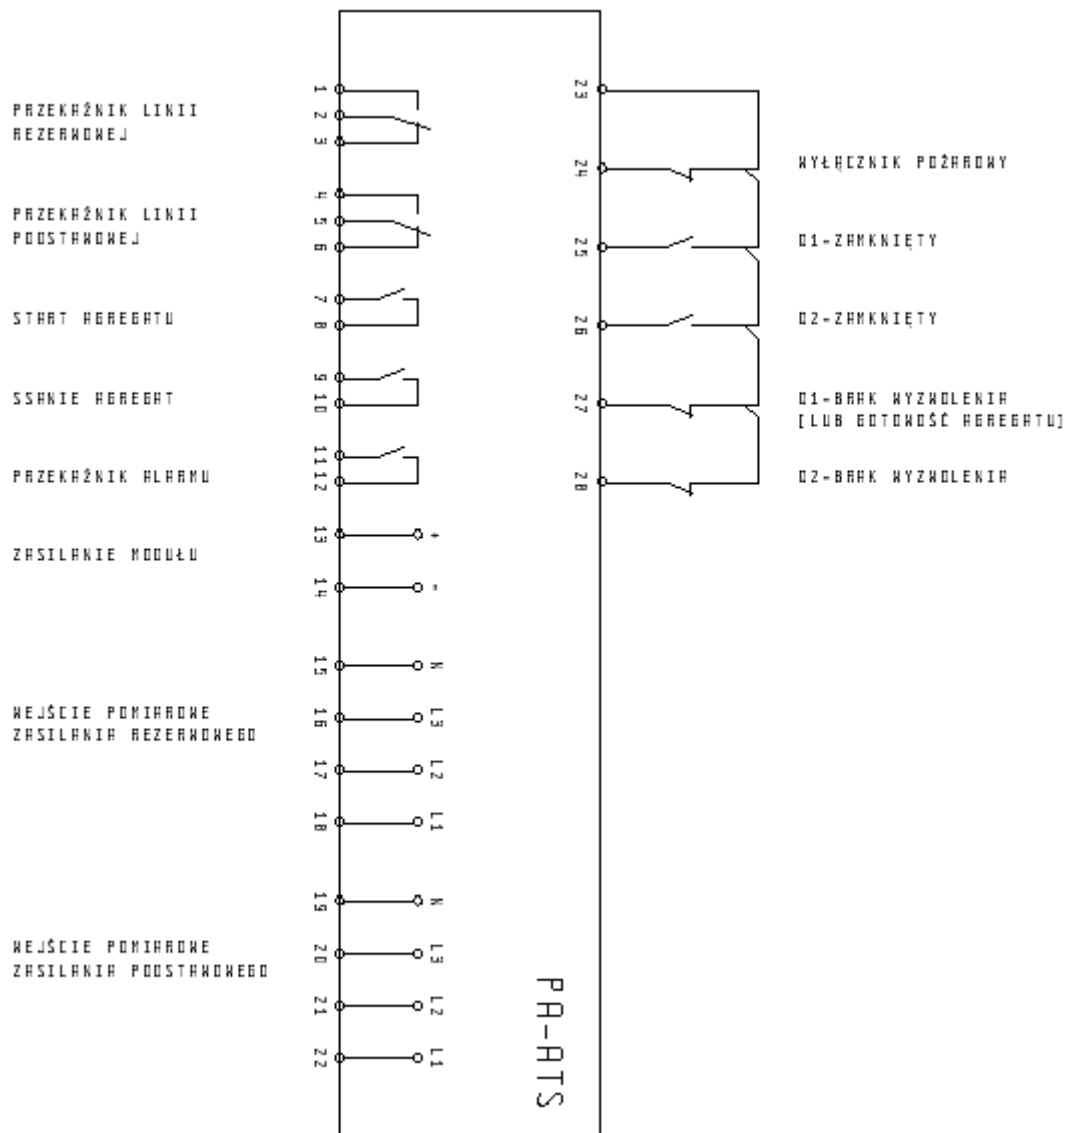 1
2
3
PRZEKAŹNIK LINII
REZERWOWEJ
4
5
6
PRZEKAŹNIK LINII
PODSTAWOWEJ
7
8
START AGREGATU
9
10
SSANIE AGREGAT
11
12
PRZEKAŹNIK ALARMU
13
+
14
-
ZASILANIE MODUŁU
15
N
16
L3
17
L2
18
L1
WEJŚCIE POMIAROWE
ZASILANIA REZERWOWEGO
19
N
20
L3
21
L2
22
L1
WEJŚCIE POMIAROWE
ZASILANIA PODSTAWOWEGO
23
24
WYŁĄCZNIK POŻAROWY
25
Q1-ZAMKNIĘTY
26
Q2-ZAMKNIĘTY
27
Q1-BRAK WYZWOLENIA
[LUB GOTOWOŚĆ AGREGATU]
28
Q2-BRAK WYZWOLENIA
PA-ATS